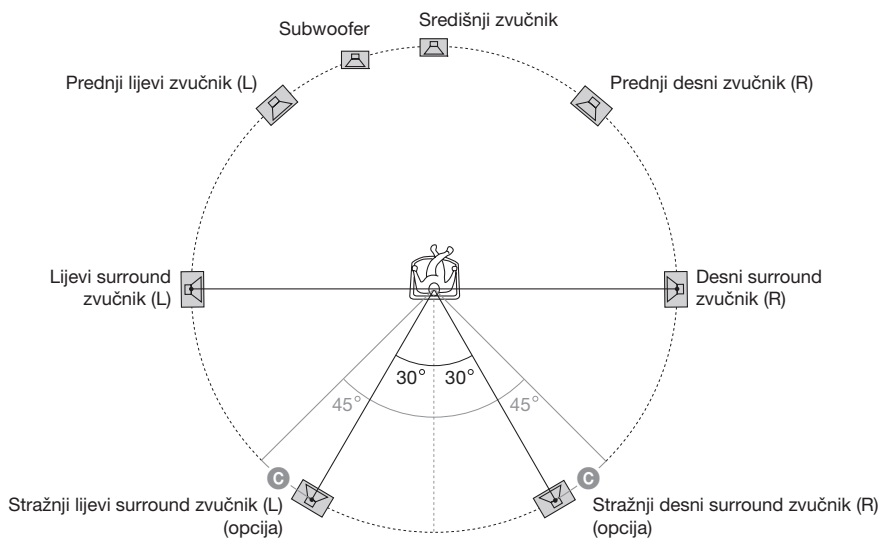 Subwoofer
Središnji zvučnik
Prednji lijevi zvučnik (L)
Prednji desni zvučnik (R)
Lijevi surround
zvučnik (L)
Desni surround
zvučnik (R)
30° 30°
45° 45°
C C
Stražnji lijevi surround zvučnik (L)
(opcija)
Stražnji desni surround zvučnik (R)
(opcija)